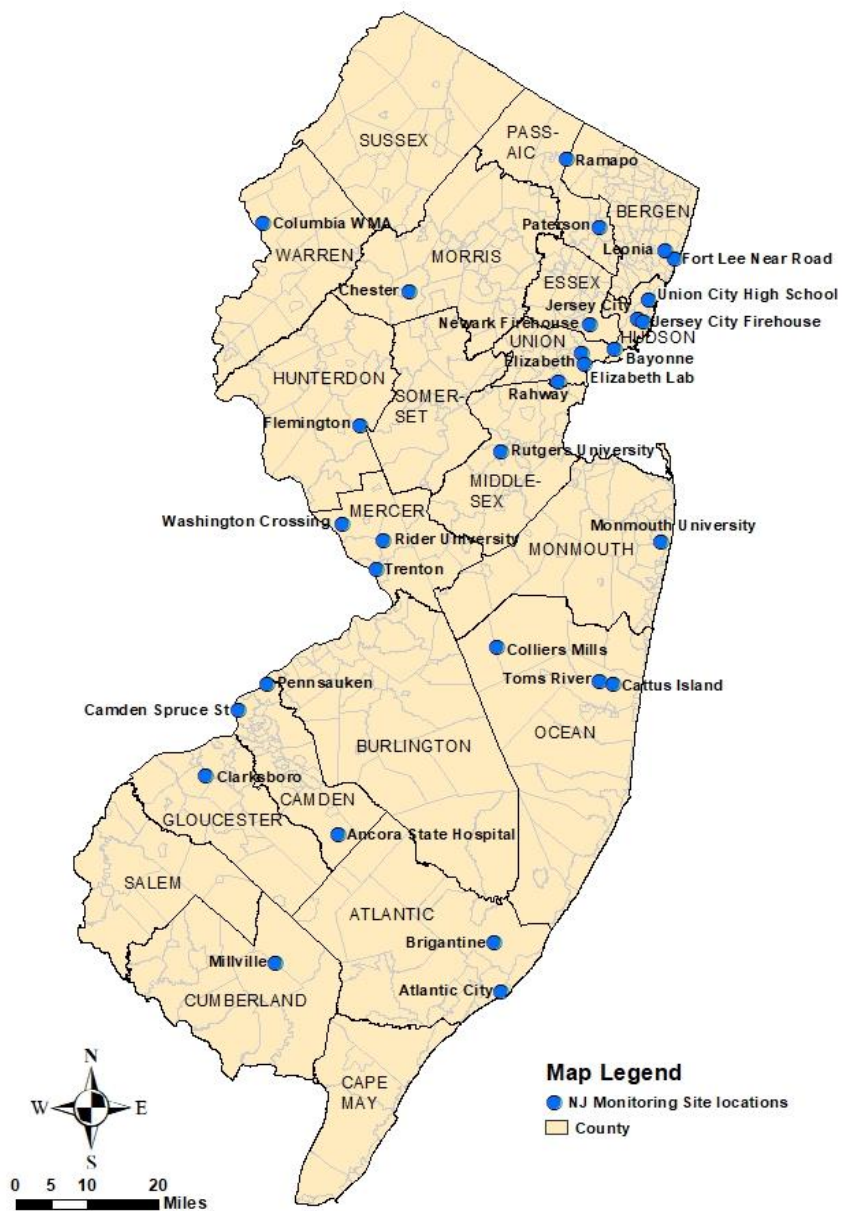 SUSSEX
PASS-
AIC
Ramapo
BERGEN
Columbia WMA
Paterson
WARREN
MORRIS
Leonia
Fort Lee Near Road
ESSEX
Chester
Union City High School
Jersey City
Newark Firehouse
Jersey City Firehouse
UNION
HUDSON
Bayonne
Elizabeth
Elizabeth Lab
HUNTERDON
SOMER-
SET
Rahway
Flemington
Rutgers University
MIDDLE-
SEX
MERCER
Washington Crossing
Monmouth University
Rider University
MONMOUTH
Trenton
Colliers Mills
Pennsauken
Toms River
Cattus Island
Camden Spruce St
OCEAN
BURLINGTON
Clarksboro
CAMDEN
GLOUCESTER
Ancora State Hospital
SALEM
ATLANTIC
Brigantine
Millville
Atlantic City
CUMBERLAND
CAPE
MAY
N
W
E
S
Map Legend
NJ Monitoring Site locations
County
0 5 10 20
Miles